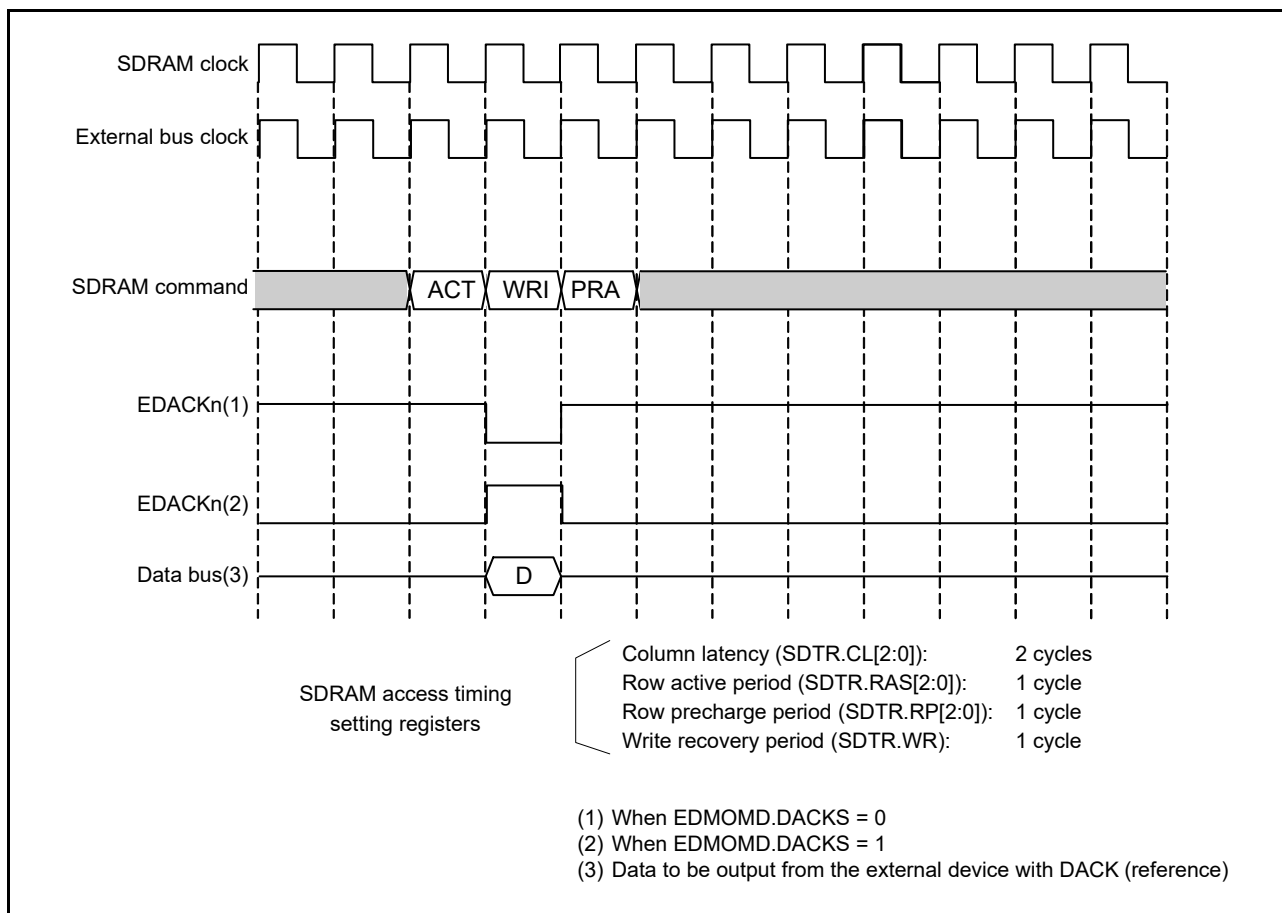 SDRAM clock
External bus clock
SDRAM command
ACT WRI PRA
EDACKn(1)
EDACKn(2)
Data bus(3)
D
SDRAM access timing
setting registers
Column latency (SDTR.CL[2:0]): 2 cycles
Row active period (SDTR.RAS[2:0]): 1 cycle
Row precharge period (SDTR.RP[2:0]): 1 cycle
Write recovery period (SDTR.WR): 1 cycle
(1) When EDMOMD.DACKS = 0
(2) When EDMOMD.DACKS = 1
(3) Data to be output from the external device with DACK (reference)